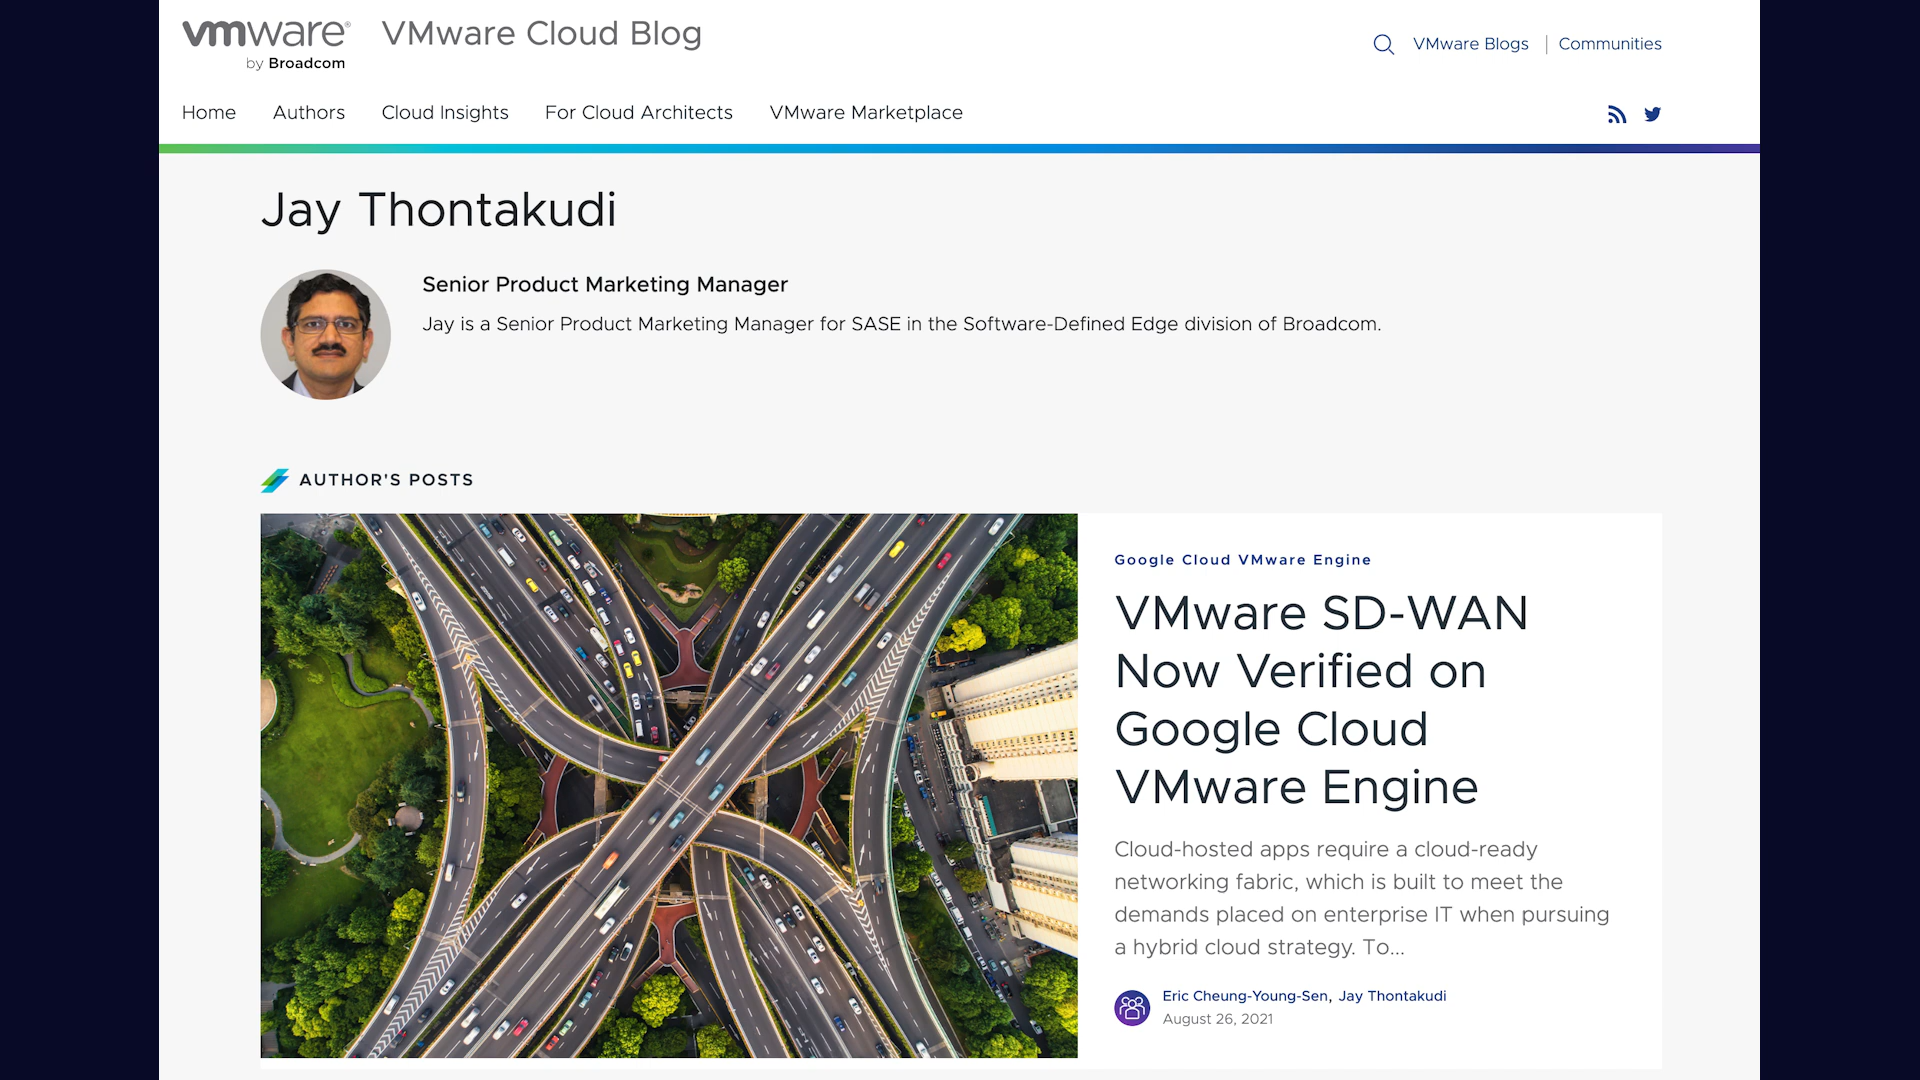 vmware®
by Broadcom
VMware Cloud Blog
VMware Blogs
Communities
Home
Authors
Cloud Insights
For Cloud Architects
VMware Marketplace
Jay Thontakudi
Senior Product Marketing Manager
Jay is a Senior Product Marketing Manager for SASE in the Software-Defined Edge division of Broadcom.
AUTHOR'S POSTS
Google Cloud VMware Engine
VMware SD-WAN
Now Verified on
Google Cloud
VMware Engine
Cloud-hosted apps require a cloud-ready
networking fabric, which is built to meet the
demands placed on enterprise IT when pursuing
a hybrid cloud strategy. To...
Eric Cheung-Young-Sen, Jay Thontakudi
August 26, 2021